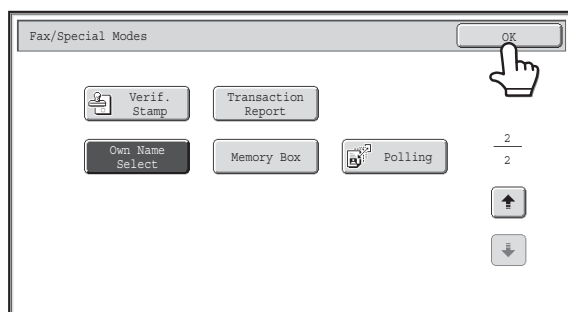 Fax/Special Modes
OK
Verif.
Stamp
Transaction
Report
Own Name
Select
Memory Box
Polling
2
2